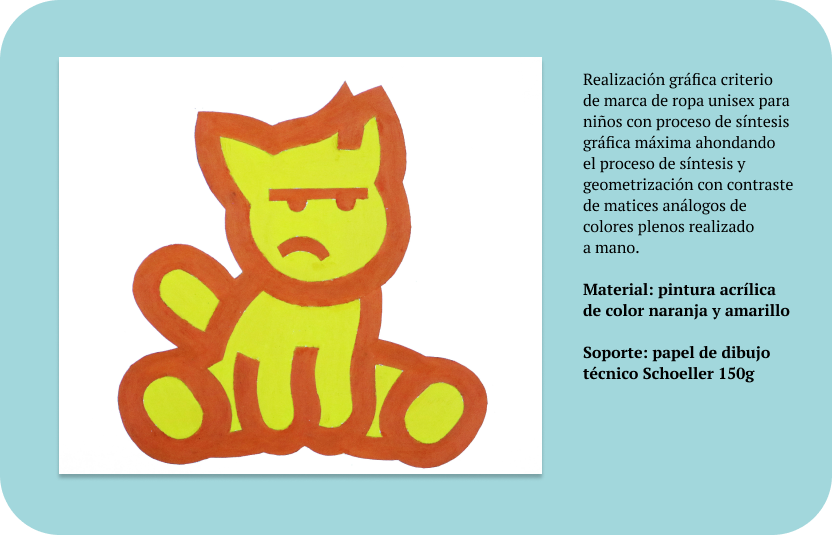 Realización gráfica criterio
de marca de ropa unisex para
niños con proceso de síntesis
gráfica máxima ahondando
el proceso de síntesis y
geometrización con contraste
de matices análogos de
colores plenos realizado
a mano.
Material: pintura acrílica
de color naranja y amarillo
Soporte: papel de dibujo
técnico Schoeller 150g